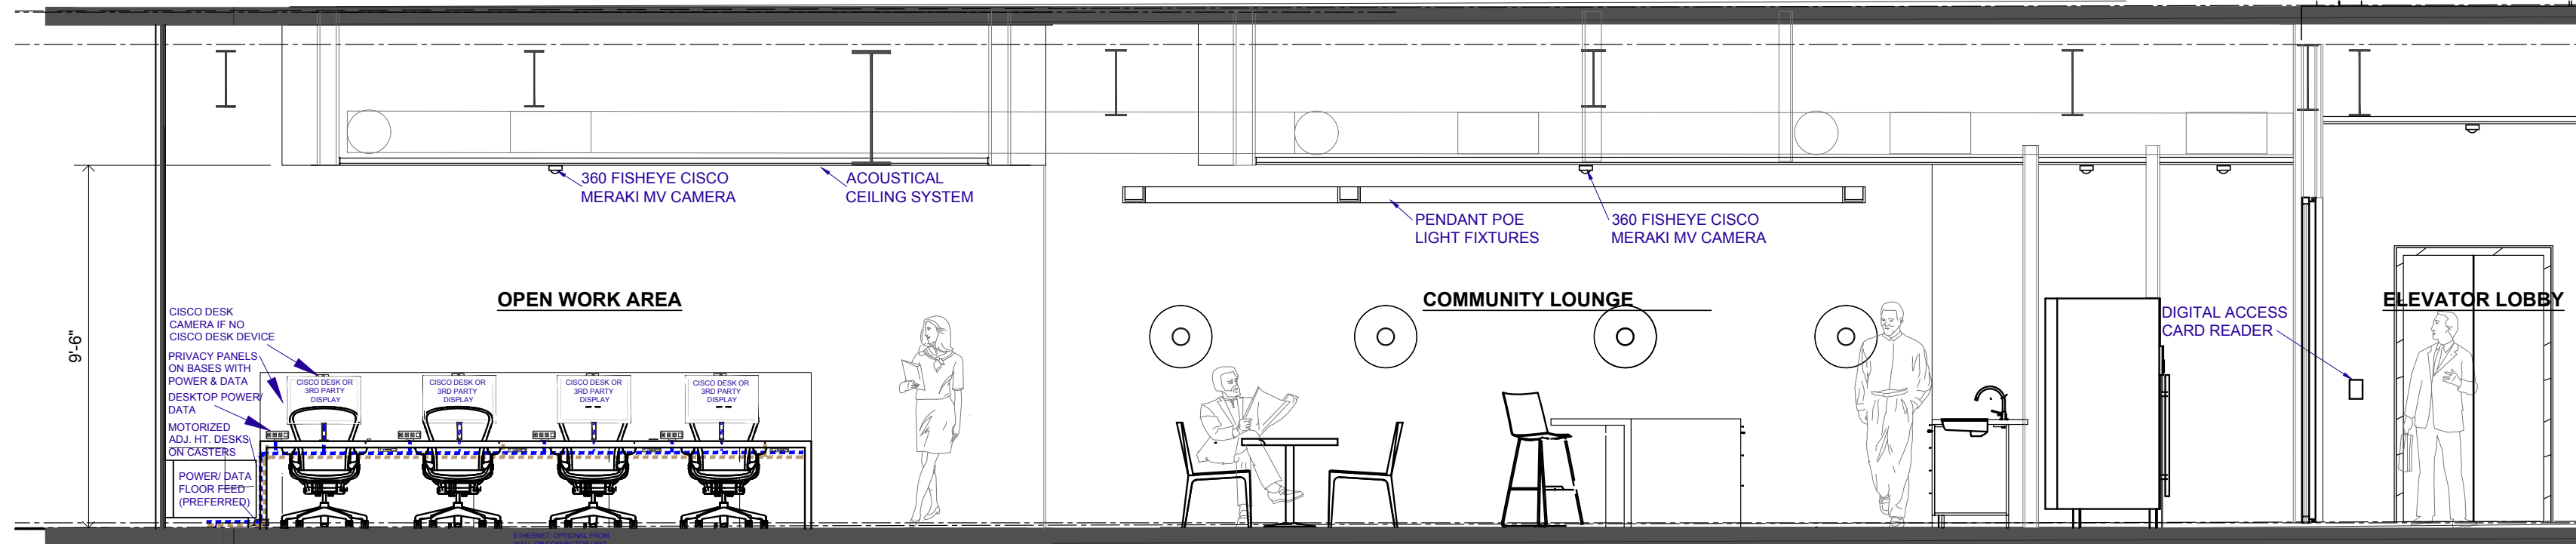 360 FISHEYE CISCO
MERAKI MV CAMERA
ACOUSTICAL
CEILING SYSTEM
PENDANT POE
LIGHT FIXTURES
360 FISHEYE CISCO
MERAKI MV CAMERA
9'-6"
OPEN WORK AREA
COMMUNITY LOUNGE
ELEVATOR LOBBY
DIGITAL ACCESS
CARD READER
CISCO DESK
CAMERA IF NO
CISCO DESK DEVICE
PRIVACY PANELS
ON BASES WITH
POWER & DATA
DESKTOP POWER/
DATA
MOTORIZED
ADJ. HT. DESKS
ON CASTERS
POWER/ DATA
FLOOR FEED
(PREFERRED)
CISCO DESK OR
3RD PARTY
DISPLAY
CISCO DESK OR
3RD PARTY
DISPLAY
CISCO DESK OR
3RD PARTY
DISPLAY
CISCO DESK OR
3RD PARTY
DISPLAY
ETHERNET: OPTIONAL FROM